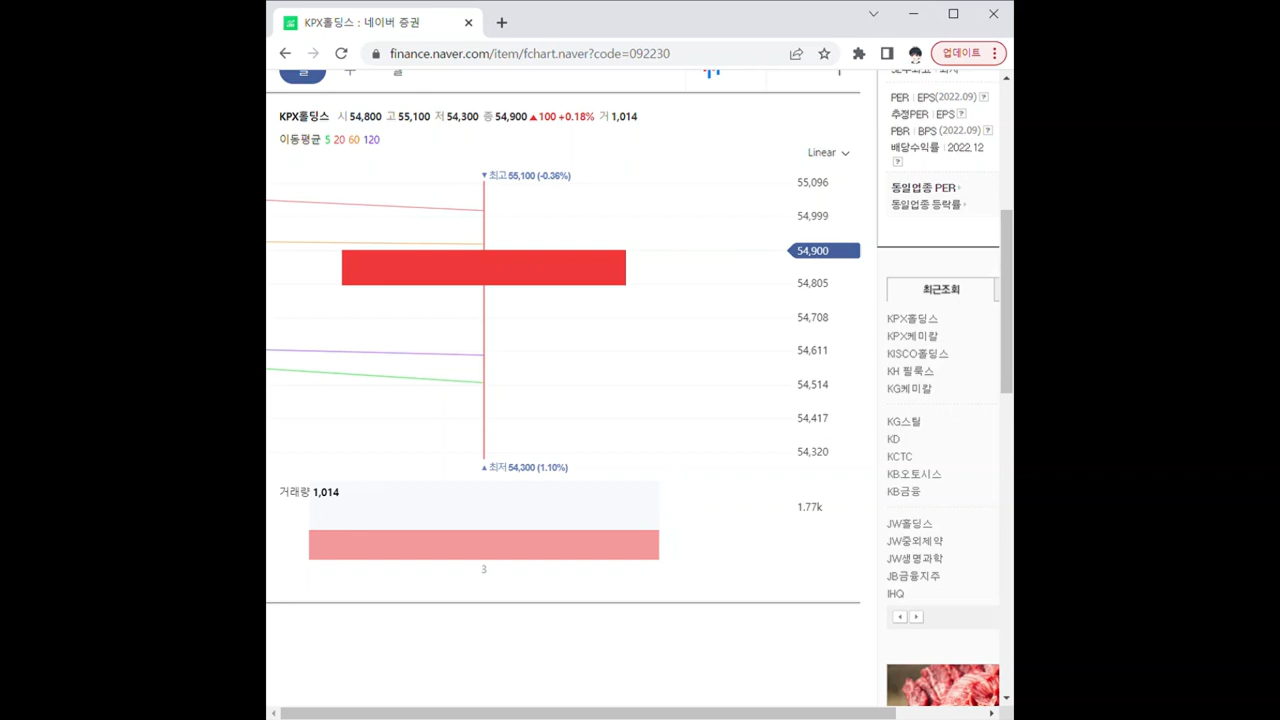 KPX홀딩스 : 네이버 증권
finance.naver.com/item/fchart.naver?code=092230
업데이트
KPX홀딩스 시 54,800 고 55,100 저 54,300 종 54,900 ▲100 +0.18% 거 1,014
이동평균 5 20 60 120
Linear
▼최고 55,100 (-0.36%)
55,096
54,999
54,900
54,805
54,708
54,611
54,514
54,417
54,320
▲최저 54,300 (1.10%)
거래량 1,014
1.77k
3
PER | EPS(2022.09) ?
추정PER | EPS ?
PBR | BPS (2022.09) ?
배당수익률 | 2022.12
?
동일업종 PER
동일업종 등락률
최근조회
KPX홀딩스
KPX케미칼
KISCO홀딩스
KH 필룩스
KG케미칼
KG스틸
KD
KCTC
KB오토시스
KB금융
JW홀딩스
JW중외제약
JW생명과학
JB금융지주
IHQ